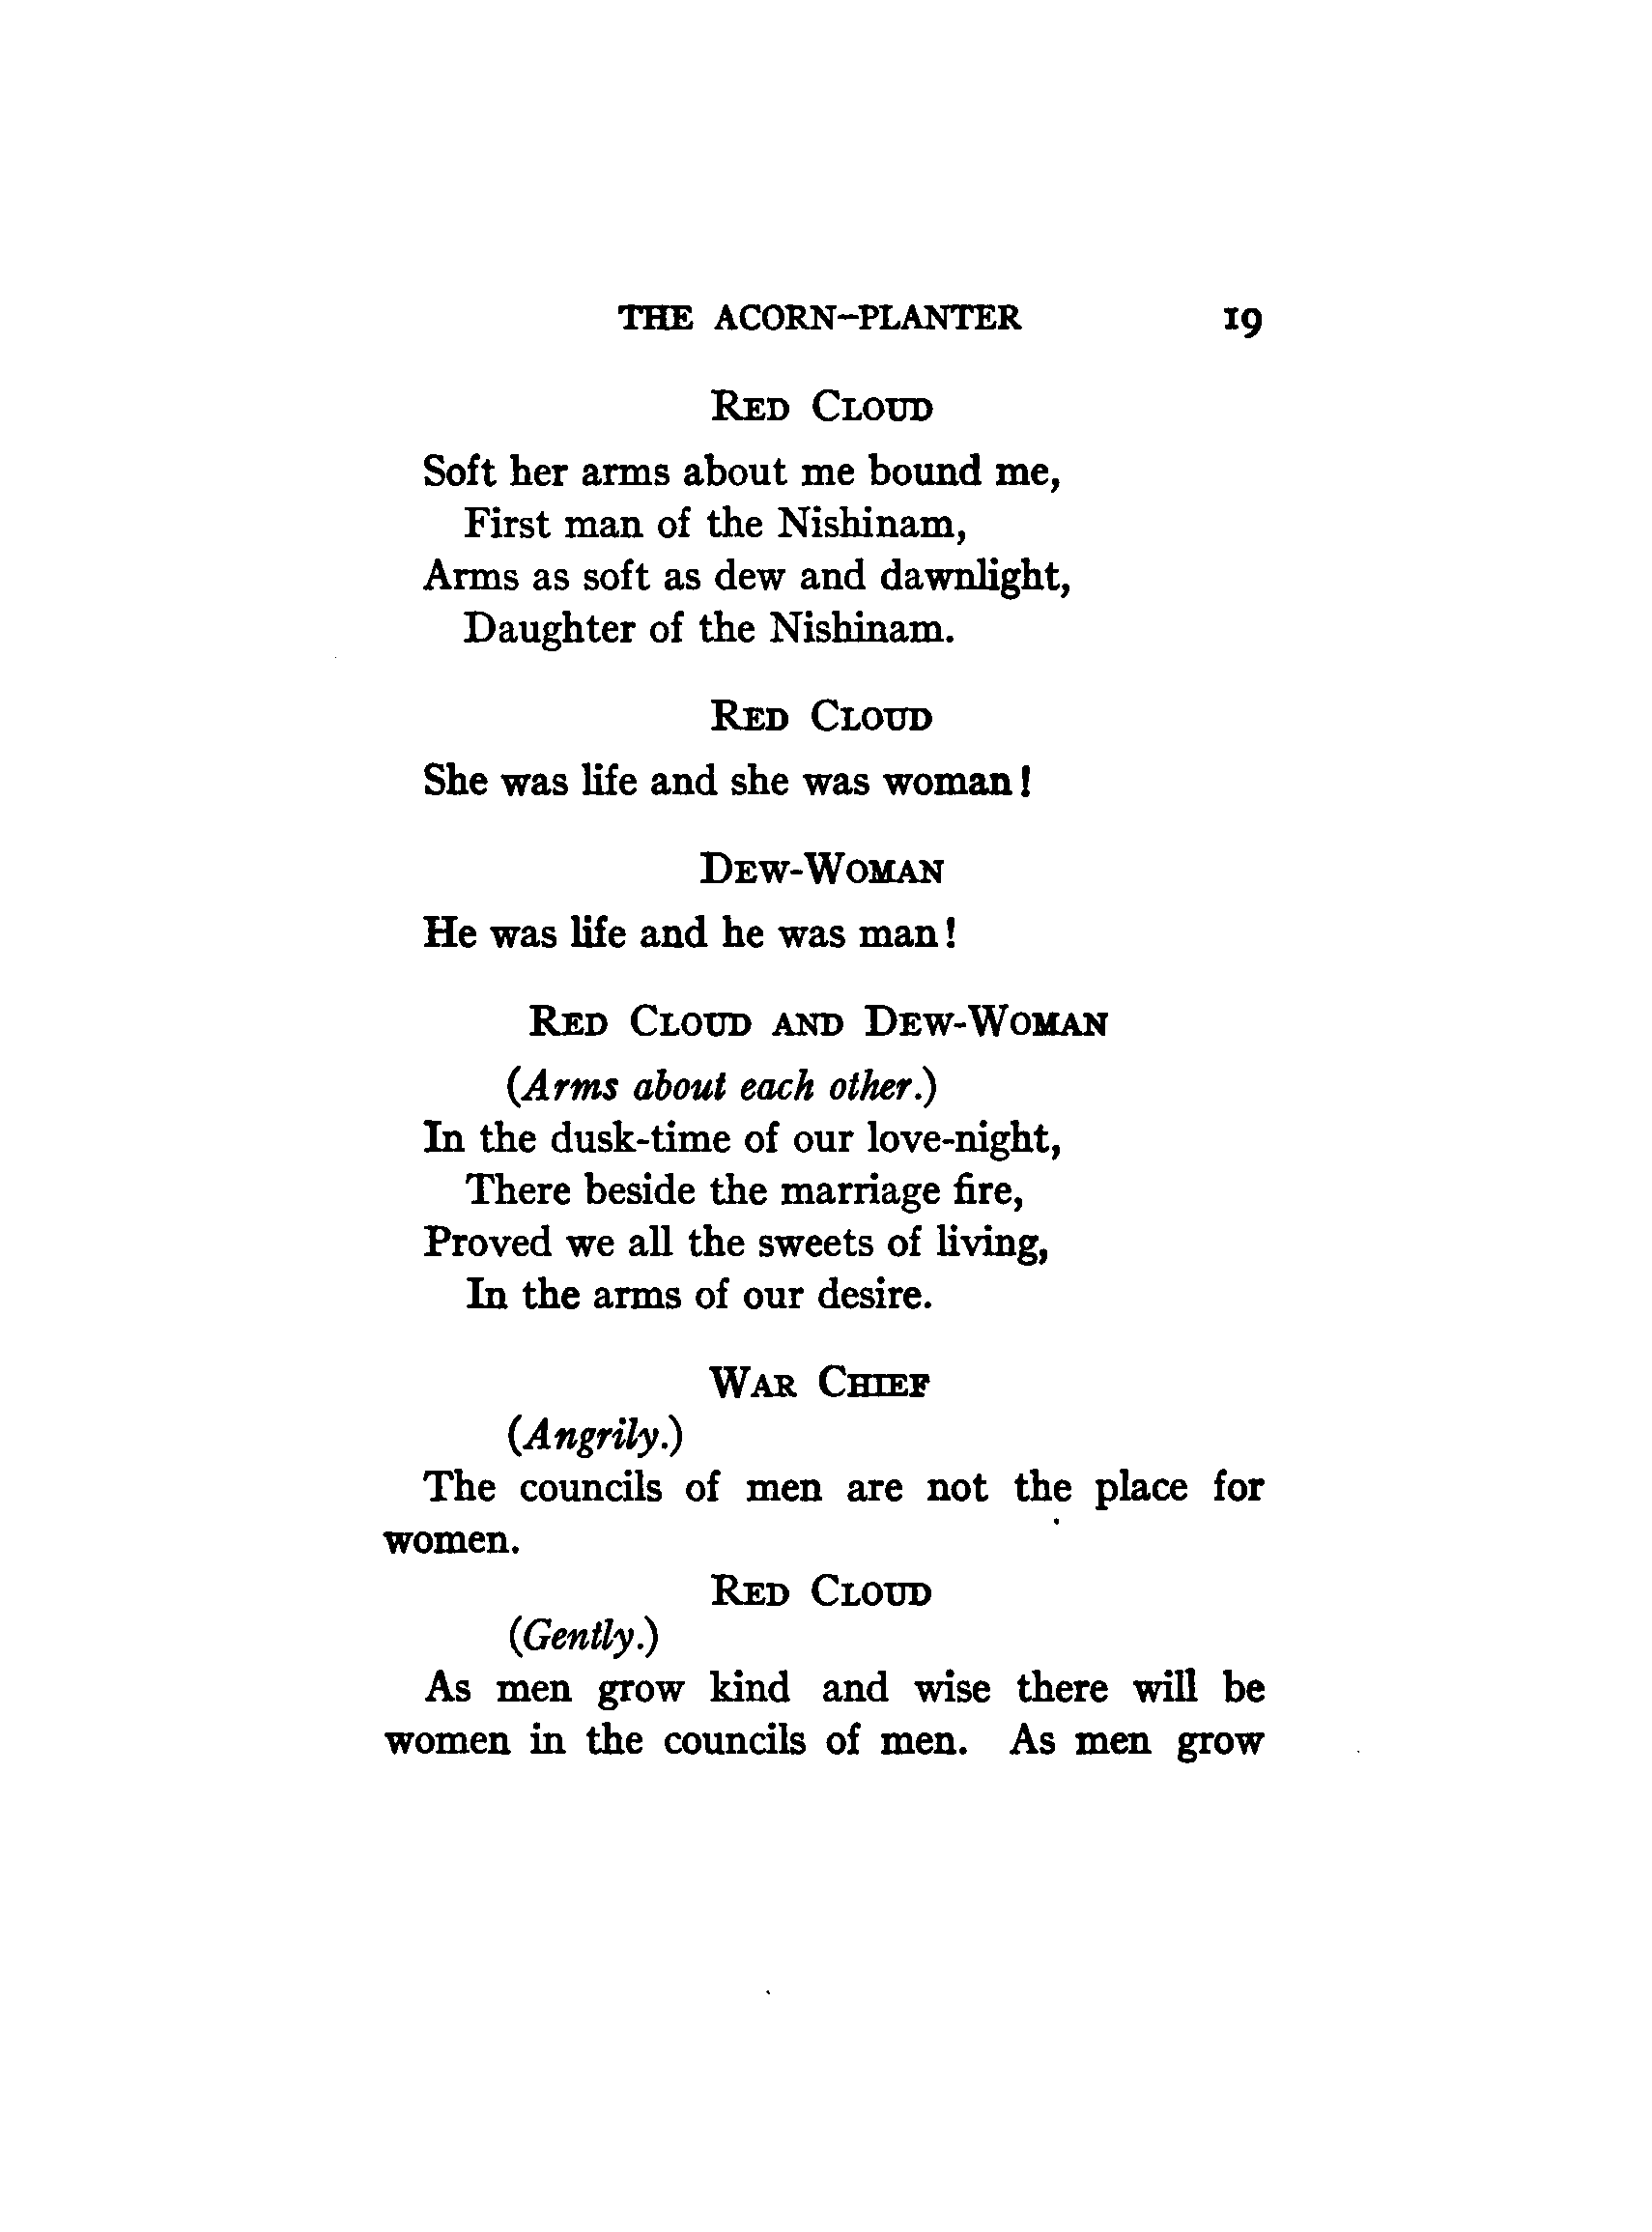 THE ACORN–PLANTER 19
RED CLOUD
Soft her arms about me bound me,
First man of the Nishinam,
Arms as soft as dew and dawnlight,
Daughter of the Nishinam.
RED CLOUD
She was life and she was woman!
DEW-WOMAN
He was life and he was man!
RED CLOUD AND DEW-WOMAN
(Arms about each other.)
In the dusk-time of our love-night,
There beside the marriage fire,
Proved we all the sweets of living,
In the arms of our desire.
WAR CHIEF
(Angrily.)
The councils of men are not the place for
women.
RED CLOUD
(Gently.)
As men grow kind and wise there will be
women in the councils of men. As men grow